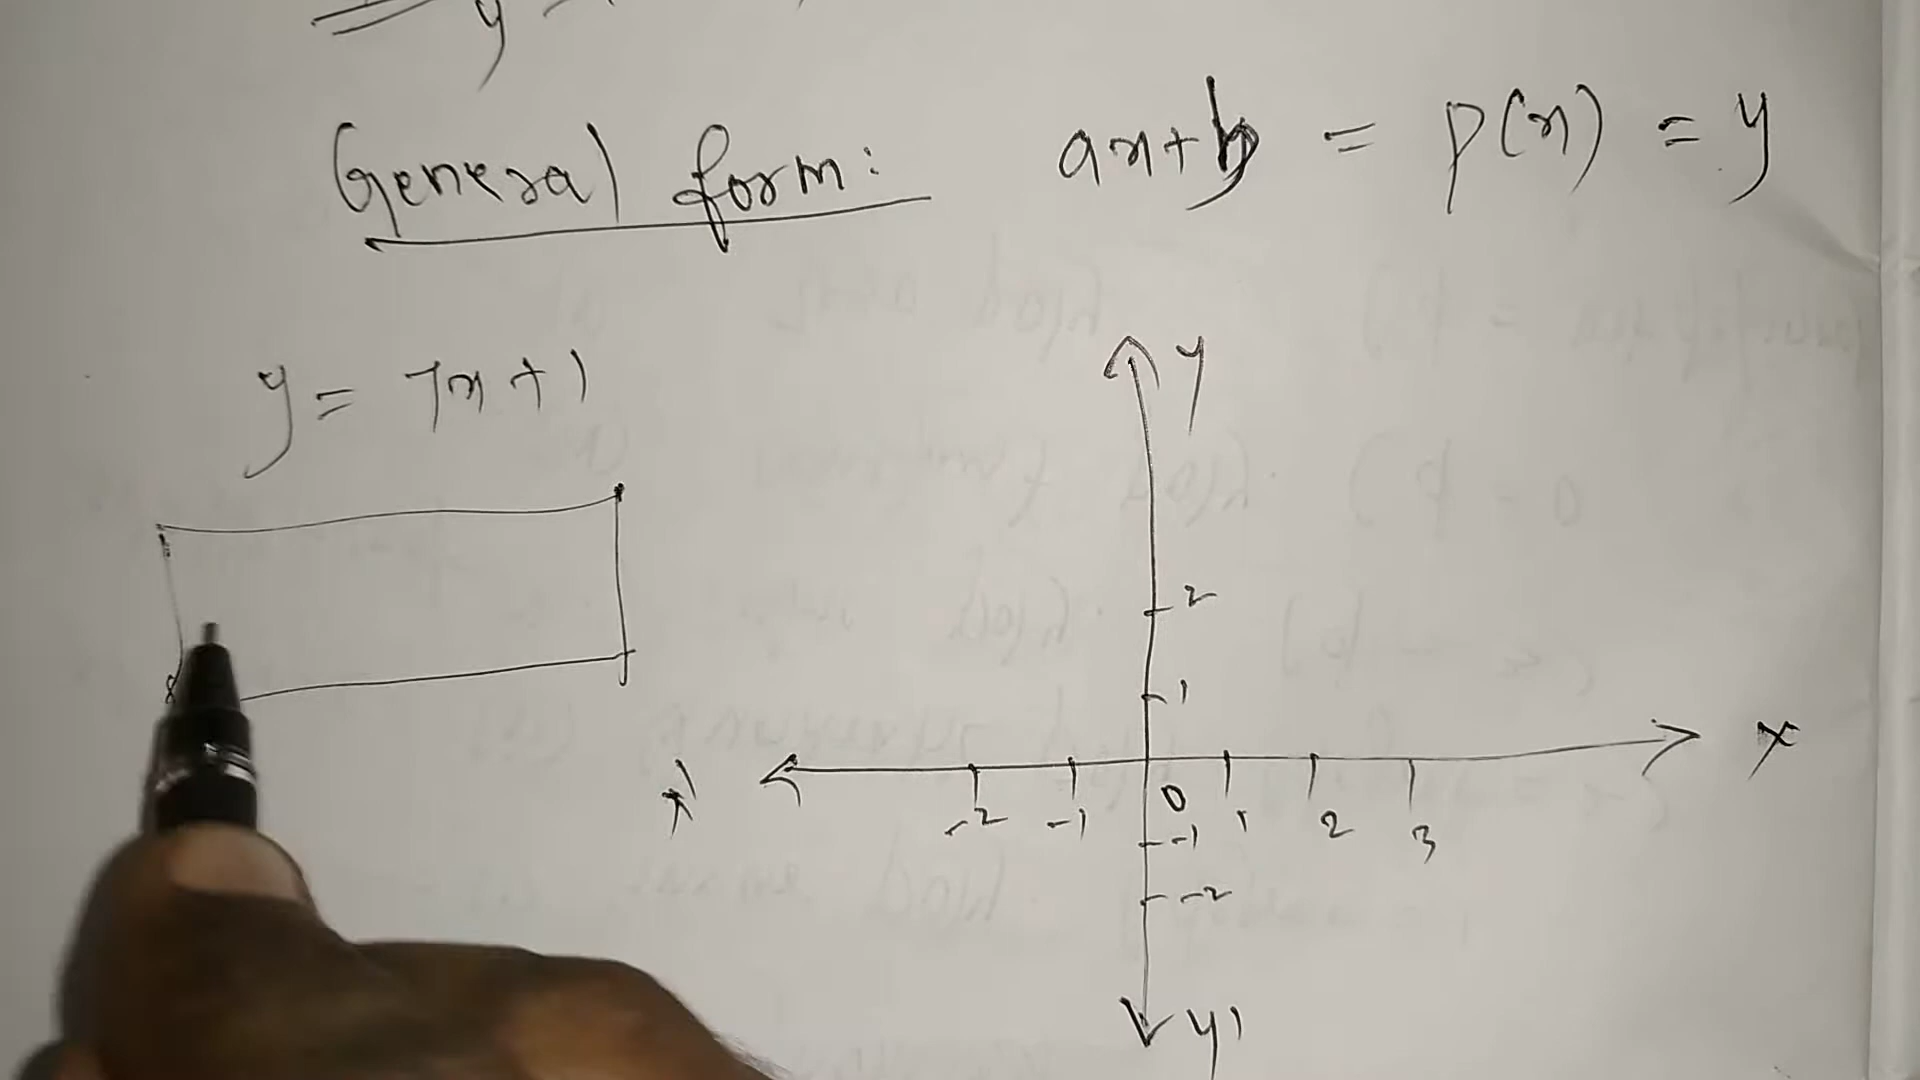 = y
General form: ax+b = p(x) = y
y = 7x+1
y
2
1
x' -2 -1 0 1 2 3 x
-1
-2
y'